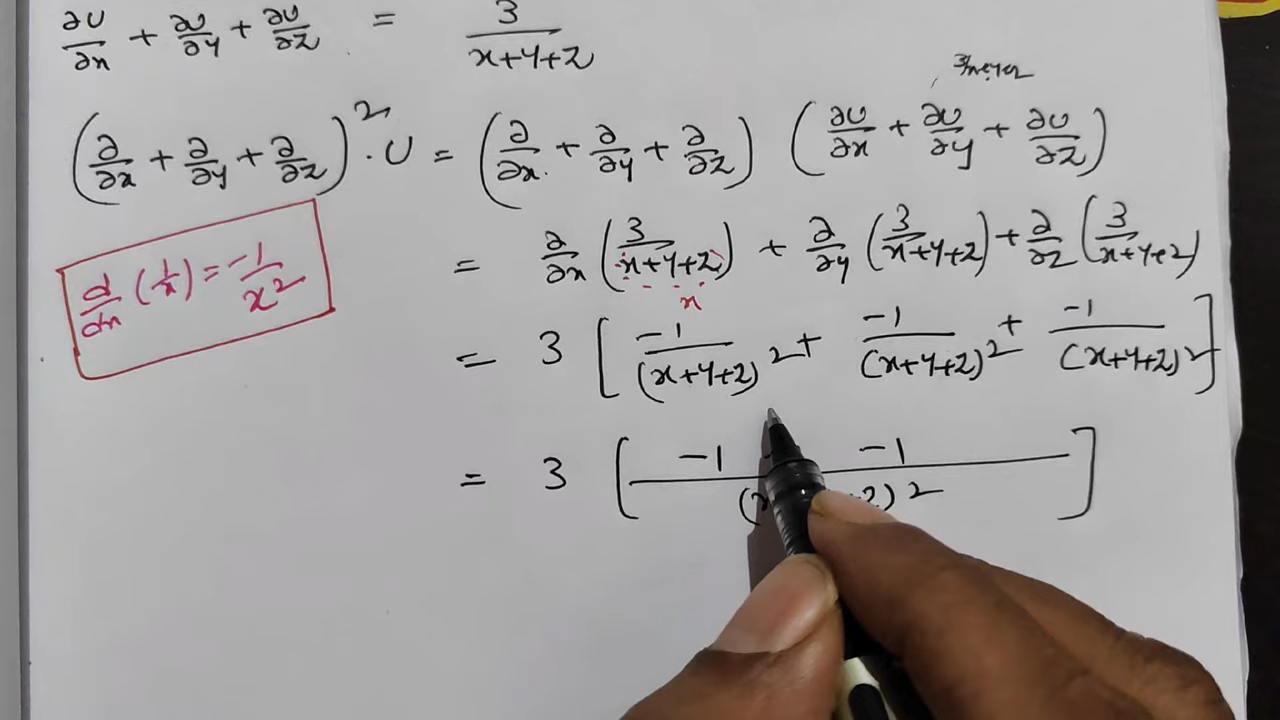 ∂U/∂x + ∂U/∂y + ∂U/∂z = 3/(x+y+z)
(∂/∂x + ∂/∂y + ∂/∂z)² · U = (∂/∂x + ∂/∂y + ∂/∂z) (∂U/∂x + ∂U/∂y + ∂U/∂z)
= ∂/∂x (3/(x+y+z)) + ∂/∂y (3/(x+y+z)) + ∂/∂z (3/(x+y+z))
x
d/dx (1/x) = -1/x²
= 3 [ -1/(x+y+z)² + -1/(x+y+z)² + -1/(x+y+z)² ]
= 3 [ -1 -1